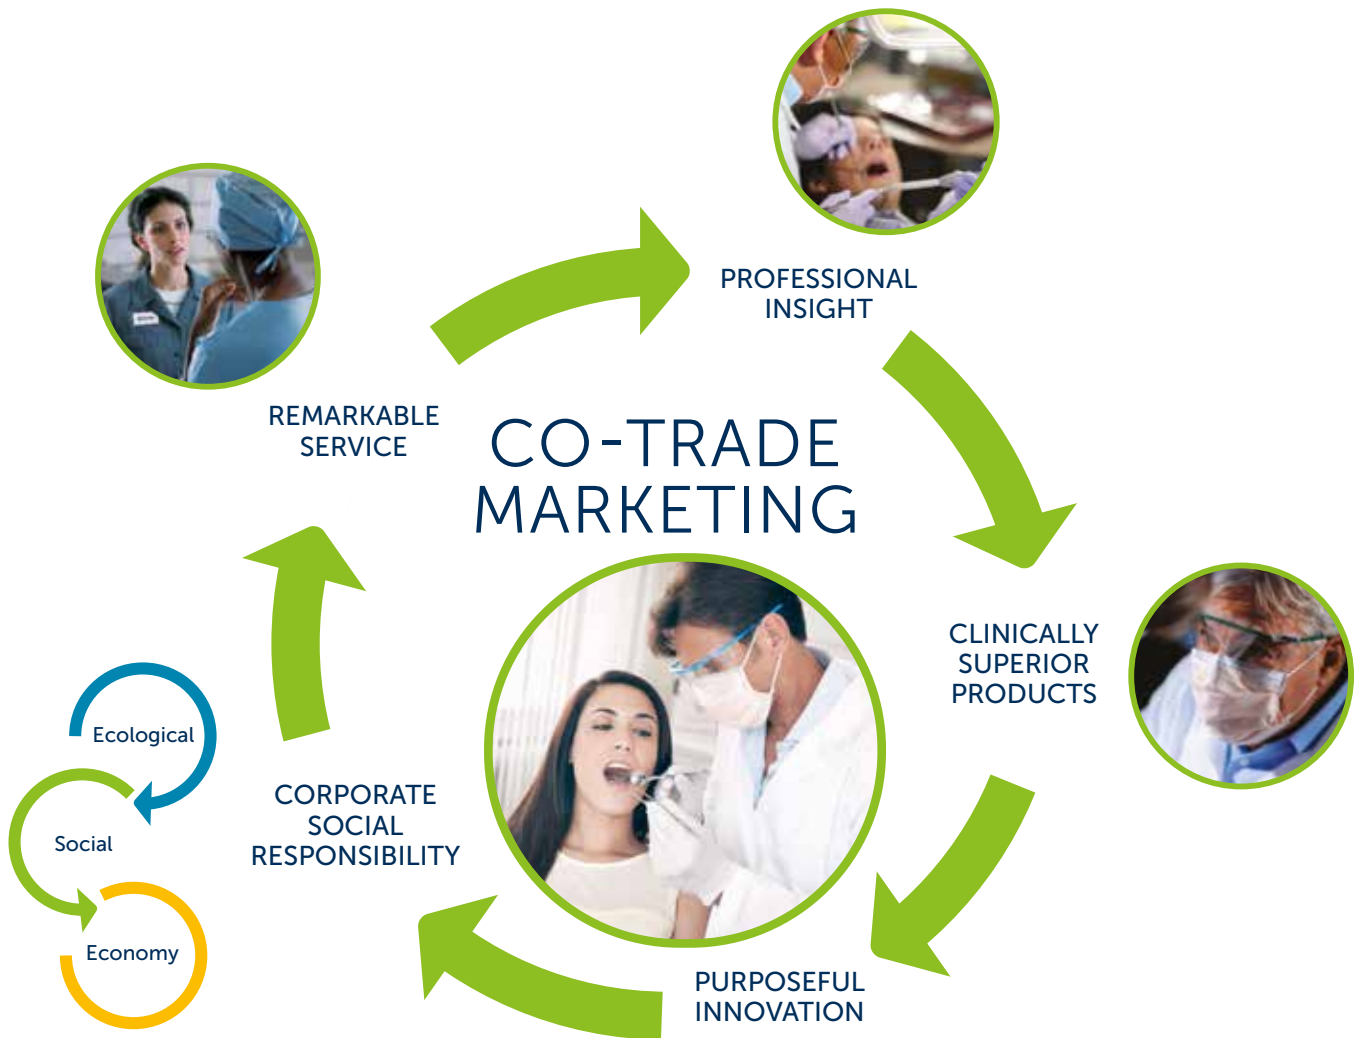 PROFESSIONAL
INSIGHT
REMARKABLE
SERVICE
CO-TRADE
MARKETING
CLINICALLY
SUPERIOR
PRODUCTS
Ecological
Social
Economy
CORPORATE
SOCIAL
RESPONSIBILITY
PURPOSEFUL
INNOVATION